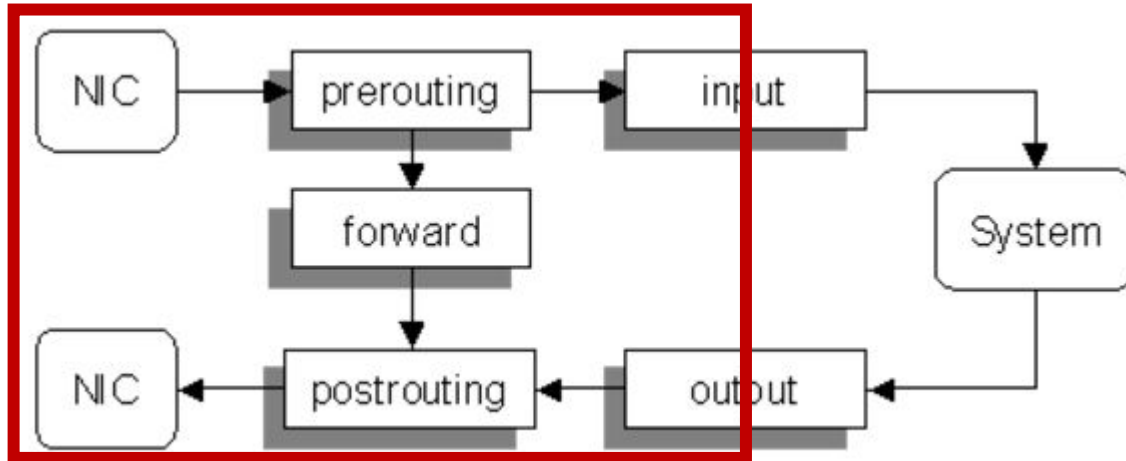 NIC
prerouting
input
forward
System
NIC
postrouting
output